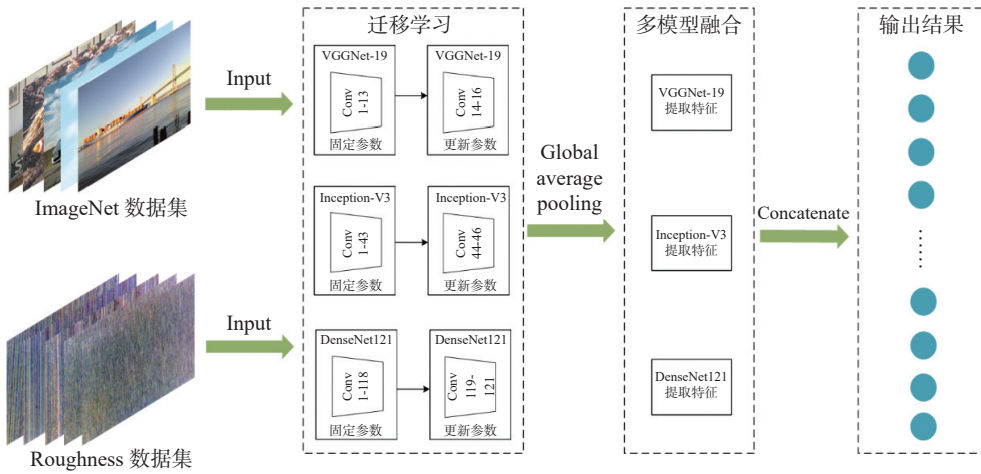 迁移学习
多模型融合
输出结果
ImageNet 数据集
Input
Roughness 数据集
Input
VGGNet-19
Conv
1-13
固定参数
VGGNet-19
Conv
14-16
更新参数
Inception-V3
Conv
1-43
固定参数
Inception-V3
Conv
44-46
更新参数
DenseNet121
Conv
1-118
固定参数
DenseNet121
Conv
119-
121
更新参数
Global
average
pooling
VGGNet-19
提取特征
Inception-V3
提取特征
DenseNet121
提取特征
Concatenate
……